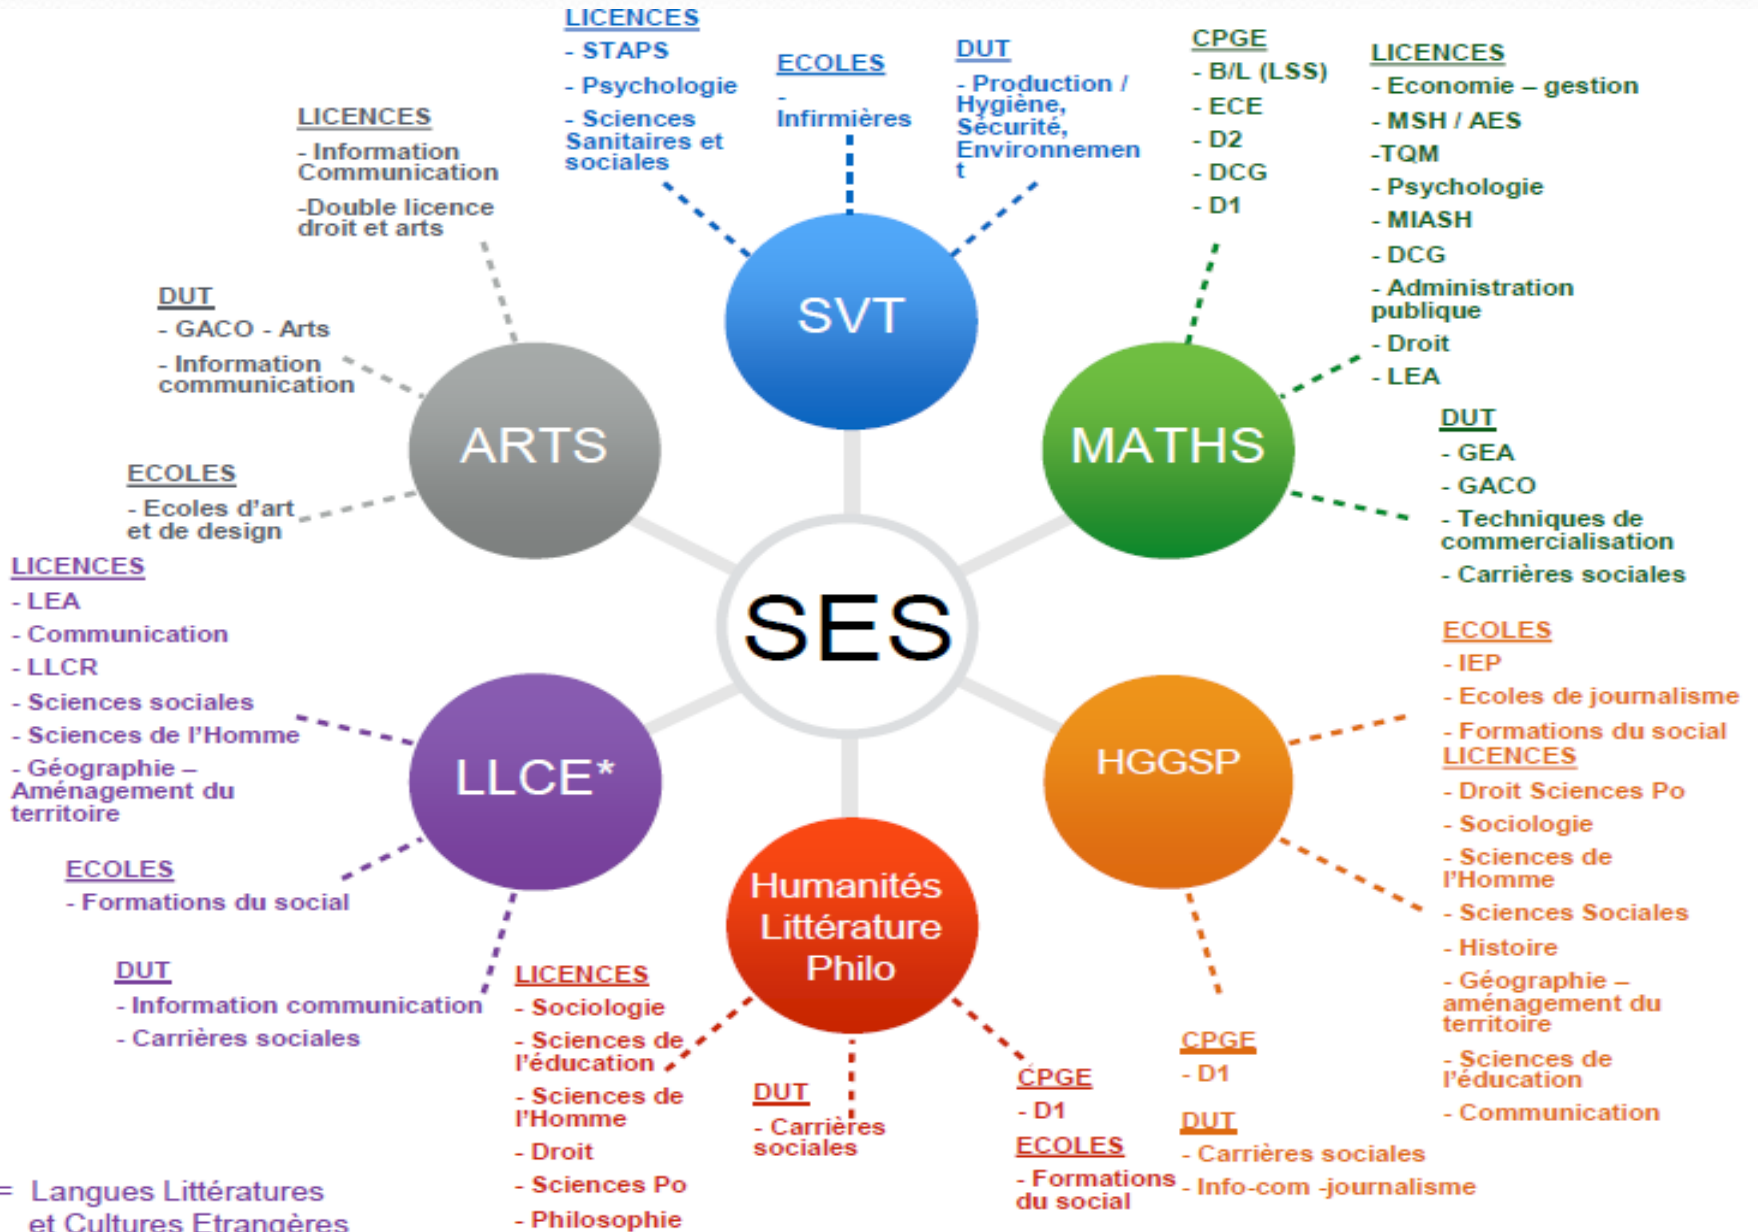 LICENCES
- STAPS
- Psychologie
- Sciences
Sanitaires et
sociales
ECOLES
-
Infirmières
DUT
- Production /
Hygiène,
Sécurité,
Environnemen
t
CPGE
- B/L (LSS)
- ECE
- D2
- DCG
- D1
LICENCES
- Economie – gestion
- MSH / AES
-TQM
- Psychologie
- MIASH
- DCG
- Administration
publique
- Droit
- LEA
LICENCES
- Information
Communication
-Double licence
droit et arts
DUT
- GACO - Arts
- Information
communication
ECOLES
- Ecoles d'art
et de design
SVT
ARTS
MATHS
DUT
- GEA
- GACO
- Techniques de
commercialisation
- Carrières sociales
SES
LICENCES
- LEA
- Communication
- LLCR
- Sciences sociales
- Sciences de l'Homme
- Géographie –
Aménagement du
territoire
LLCE*
HGGSP
ECOLES
- IEP
- Ecoles de journalisme
- Formations du social
LICENCES
- Droit Sciences Po
- Sociologie
- Sciences de
l'Homme
- Sciences Sociales
- Histoire
- Géographie –
aménagement du
territoire
- Sciences de
l'éducation
- Communication
ECOLES
- Formations du social
DUT
- Information communication
- Carrières sociales
Humanités
Littérature
Philo
LICENCES
- Sociologie
- Sciences de
l'éducation
- Sciences de
l'Homme
- Droit
- Sciences Po
- Philosophie
DUT
- Carrières
sociales
CPGE
- D1
ECOLES
- Formations
du social
CPGE
- D1
DUT
- Carrières sociales
- Info-com -journalisme
= Langues Littératures
et Cultures Etrangères